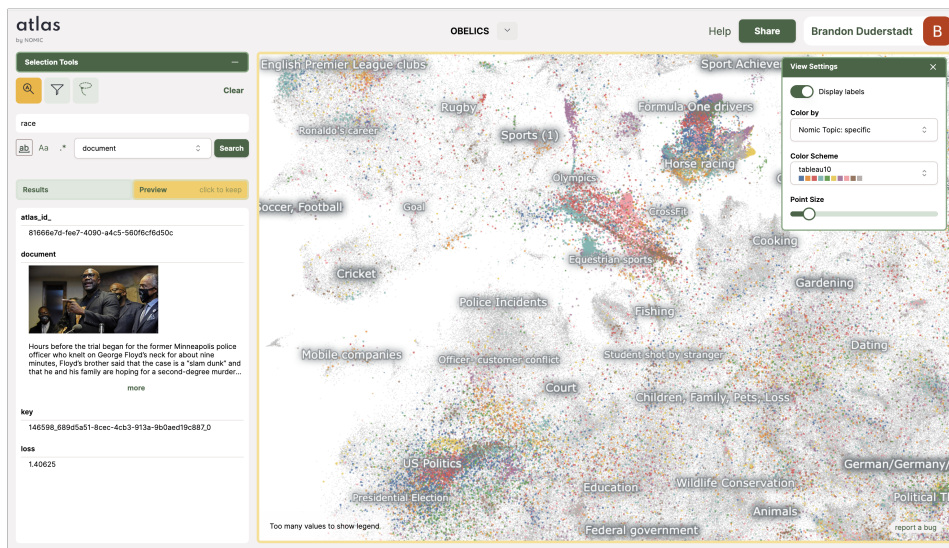 atlas
by NOMIC
OBELICS
Help
Share
Brandon Duderstadt
B
Selection Tools
Clear
race
ab Aa .*
document
Search
Results
Preview
click to keep
atlas_id_
81666e7d-fee7-4090-a4c5-560f6cf6d50c
document
Hours before the trial began for the former Minneapolis police
officer who knelt on George Floyd's neck for about nine
minutes, Floyd's brother said that the case is a "slam dunk" and
that he and his family are hoping for a second-degree murder...
more
key
146598_689d5a51-8cec-4cb3-913a-9b0aed19c887_0
loss
1.40625
English Premier League clubs
Sport Achiever
Rugby
Formula One drivers
Ronaldo's career
Sports (1)
Horse racing
Olympics
Soccer, Football
Goal
CrossFit
Cooking
Equestrian sports
Cricket
Gardening
Police Incidents
Fishing
Mobile companies
Officer- customer conflict
Student shot by stranger
Dating
Court
Children, Family, Pets, Loss
US Politics
German/Germany/
Presidential Election
Education
Wildlife Conservation
Political T
Animals
Too many values to show legend.
Federal government
report a bug
View Settings
Display labels
Color by
Nomic Topic: specific
Color Scheme
tableau10
Point Size